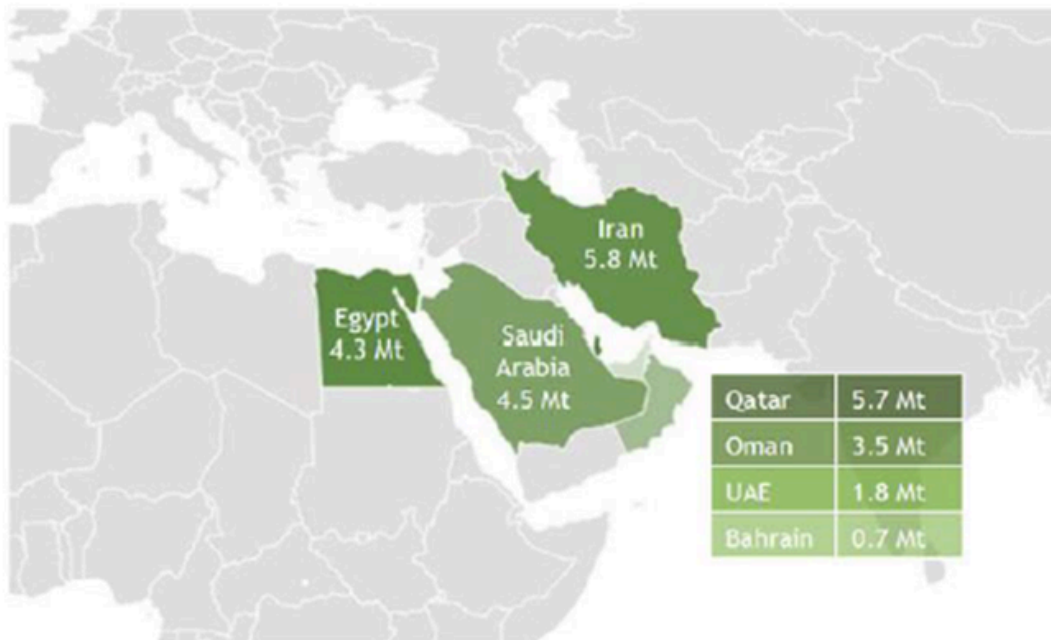 Iran
5.8 Mt
Egypt
4.3 Mt
Saudi
Arabia
4.5 Mt
Qatar 5.7 Mt
Oman 3.5 Mt
UAE 1.8 Mt
Bahrain 0.7 Mt